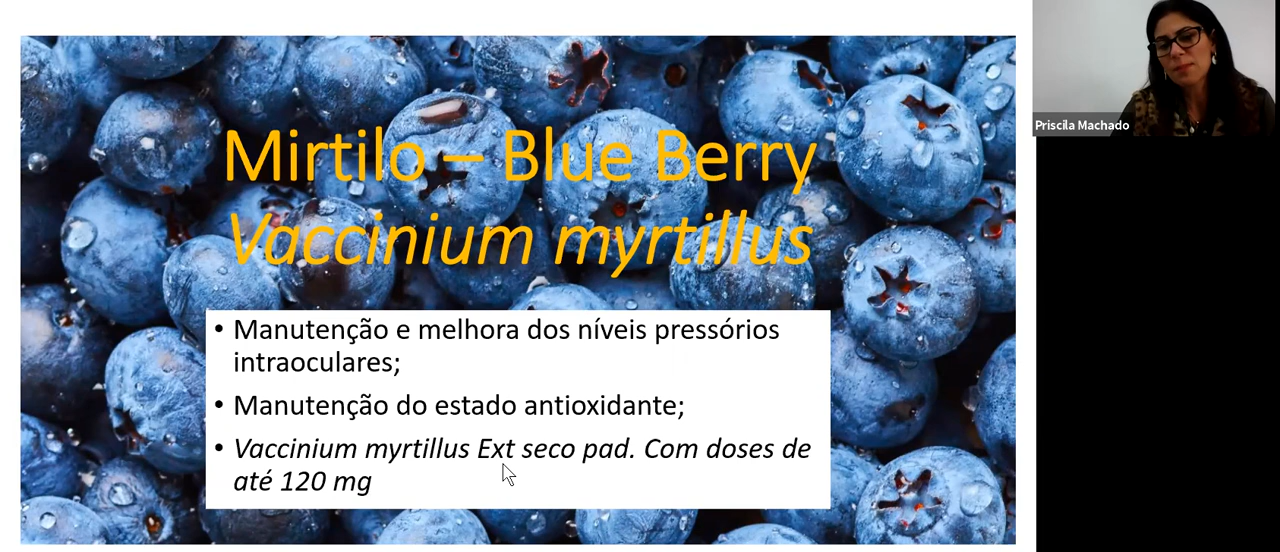 Mirtilo – Blue Berry
Vaccinium myrtillus
• Manutenção e melhora dos níveis pressórios
intraoculares;
• Manutenção do estado antioxidante;
• Vaccinium myrtillus Ext seco pad. Com doses de
até 120 mg
Priscila Machado